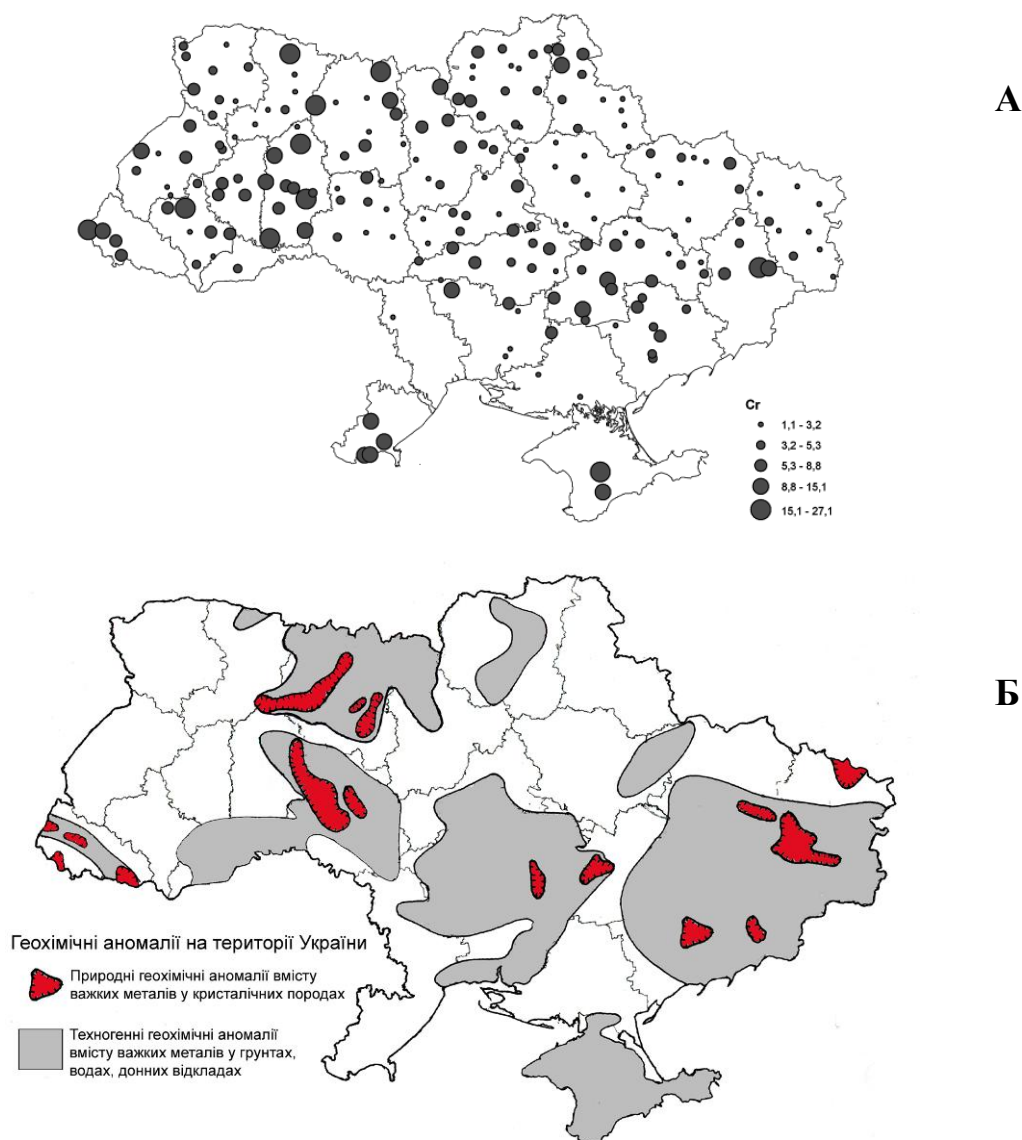 А
Cr
1,1 - 3,2
3,2 - 5,3
5,3 - 8,8
8,8 - 15,1
15,1 - 27,1
Б
Геохімічні аномалії на території України
Природні геохімічні аномалії вмісту
важких металів у кристалічних породах
Техногенні геохімічні аномалії
вмісту важких металів у грунтах,
водах, донних відкладах